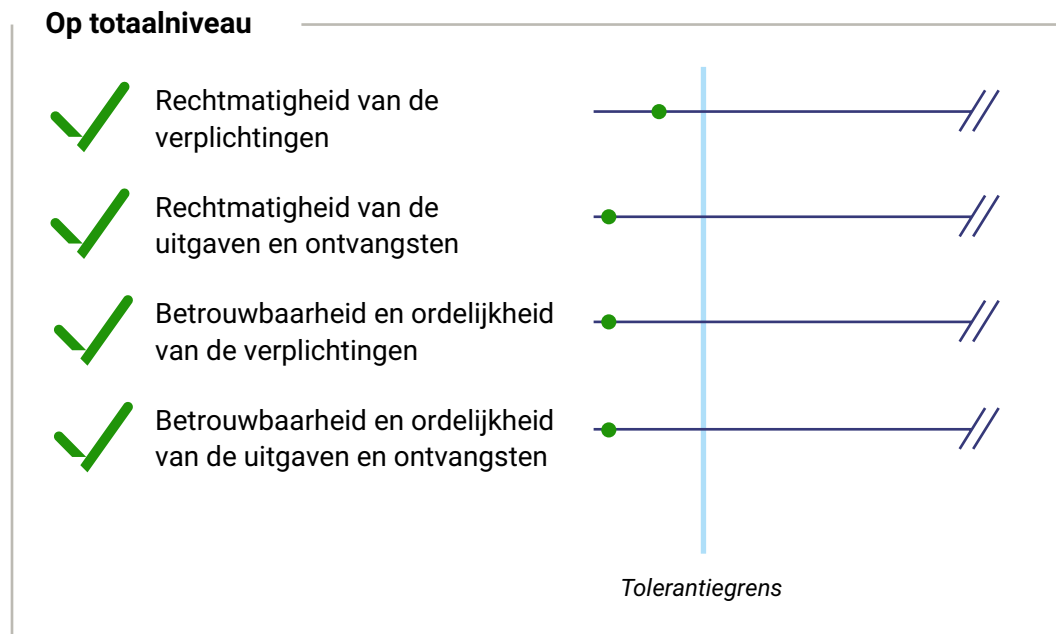 Op totaalniveau
Rechtmatigheid van de
verplichtingen
Rechtmatigheid van de
uitgaven en ontvangsten
Betrouwbaarheid en ordelijkheid
van de verplichtingen
Betrouwbaarheid en ordelijkheid
van de uitgaven en ontvangsten
Tolerantiegrens